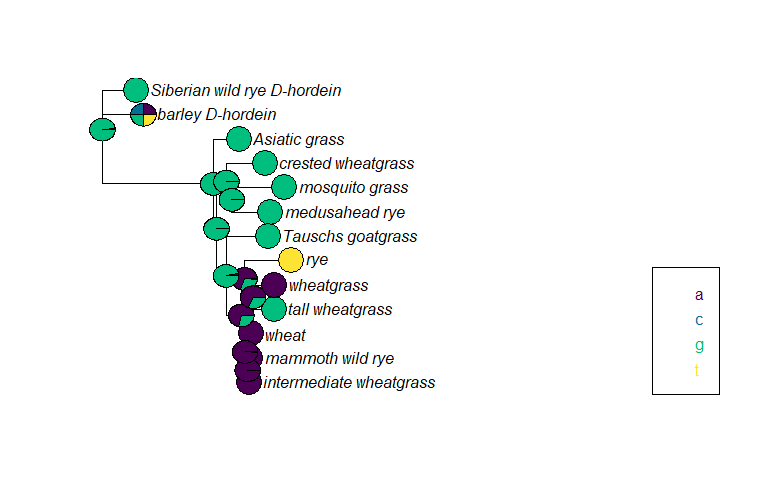 Siberian wild rye D-hordein
barley D-hordein
Asiatic grass
crested wheatgrass
mosquito grass
medusahead rye
Tauschs goatgrass
rye
wheatgrass
tall wheatgrass
wheat
mammoth wild rye
intermediate wheatgrass
a
c
g
t